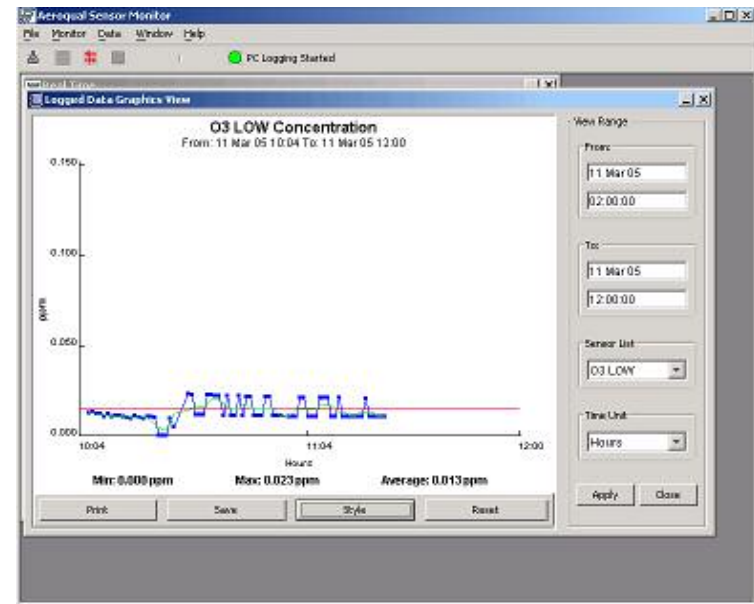 Aeroqual Sensor Monitor
File Monitor Data Window Help
PC Logging Started
Real Time
Logged Data Graphics View
O3 LOW Concentration
From: 11 Mar 05 10:04 To: 11 Mar 05 12:00
0.150
0.100
ppm
0.050
0.000
10:04 11:04 12:00
Hours
Min: 0.000 ppm Max: 0.023 ppm Average: 0.013 ppm
Print Save Style Reset
View Range
From:
11 Mar 05
02:00:00
To:
11 Mar 05
12:00:00
Sensor List
O3 LOW
Time Unit
Hours
Apply Close